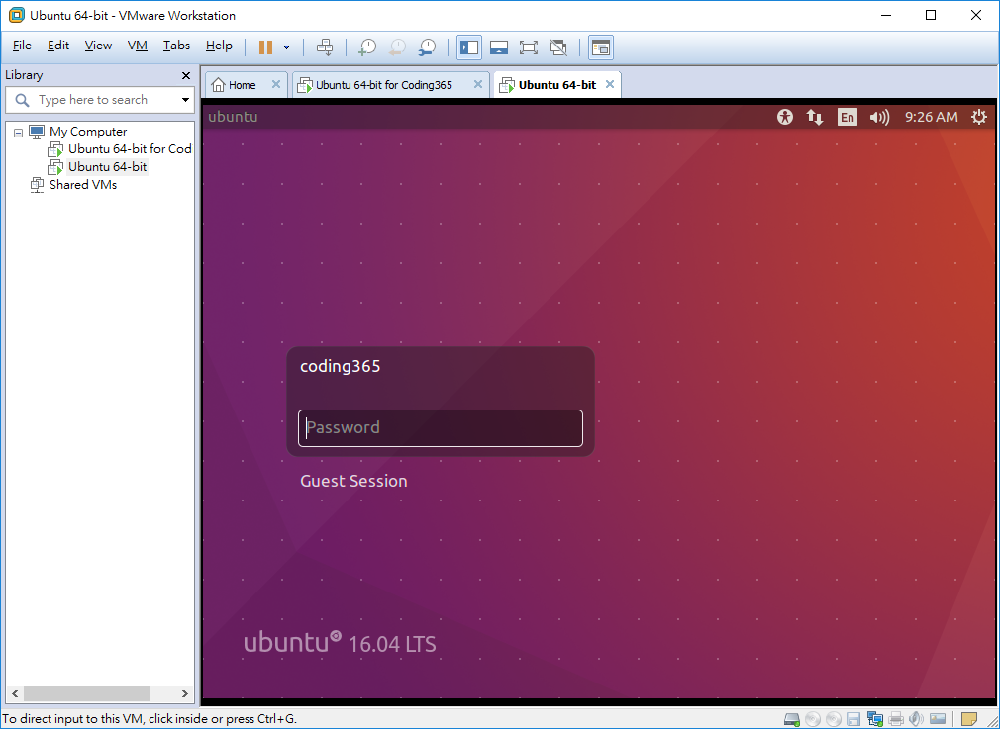 Ubuntu 64-bit - VMware Workstation
File Edit View VM Tabs Help
Library
Type here to search
My Computer
Ubuntu 64-bit for Cod
Ubuntu 64-bit
Shared VMs
Home
Ubuntu 64-bit for Coding365
Ubuntu 64-bit
ubuntu
En
9:26 AM
coding365
Password
Guest Session
ubuntu 16.04 LTS
To direct input to this VM, click inside or press Ctrl+G.